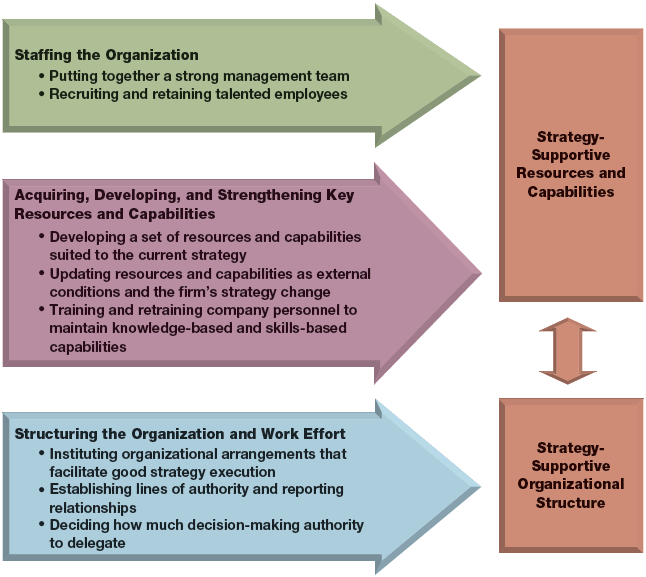 Staffing the Organization
• Putting together a strong management team
• Recruiting and retaining talented employees
Strategy-
Supportive
Resources and
Capabilities
Acquiring, Developing, and Strengthening Key
Resources and Capabilities
• Developing a set of resources and capabilities
suited to the current strategy
• Updating resources and capabilities as external
conditions and the firm’s strategy change
• Training and retraining company personnel to
maintain knowledge-based and skills-based
capabilities
Structuring the Organization and Work Effort
• Instituting organizational arrangements that
facilitate good strategy execution
• Establishing lines of authority and reporting
relationships
• Deciding how much decision-making authority
to delegate
Strategy-
Supportive
Organizational
Structure